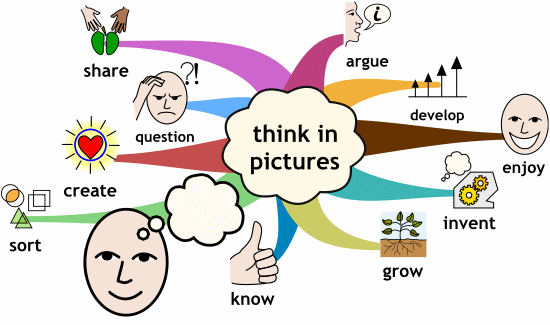 think in
pictures
argue
develop
enjoy
invent
grow
know
sort
create
question
share
?!
i